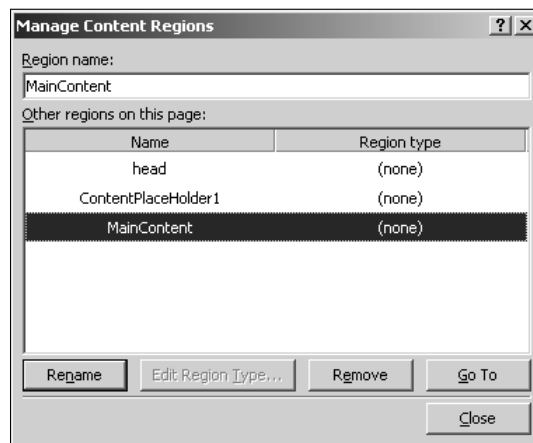 Manage Content Regions
Region name:
MainContent
Other regions on this page:
Name Region type
head (none)
ContentPlaceHolder1 (none)
MainContent (none)
Rename Edit Region Type... Remove Go To
Close